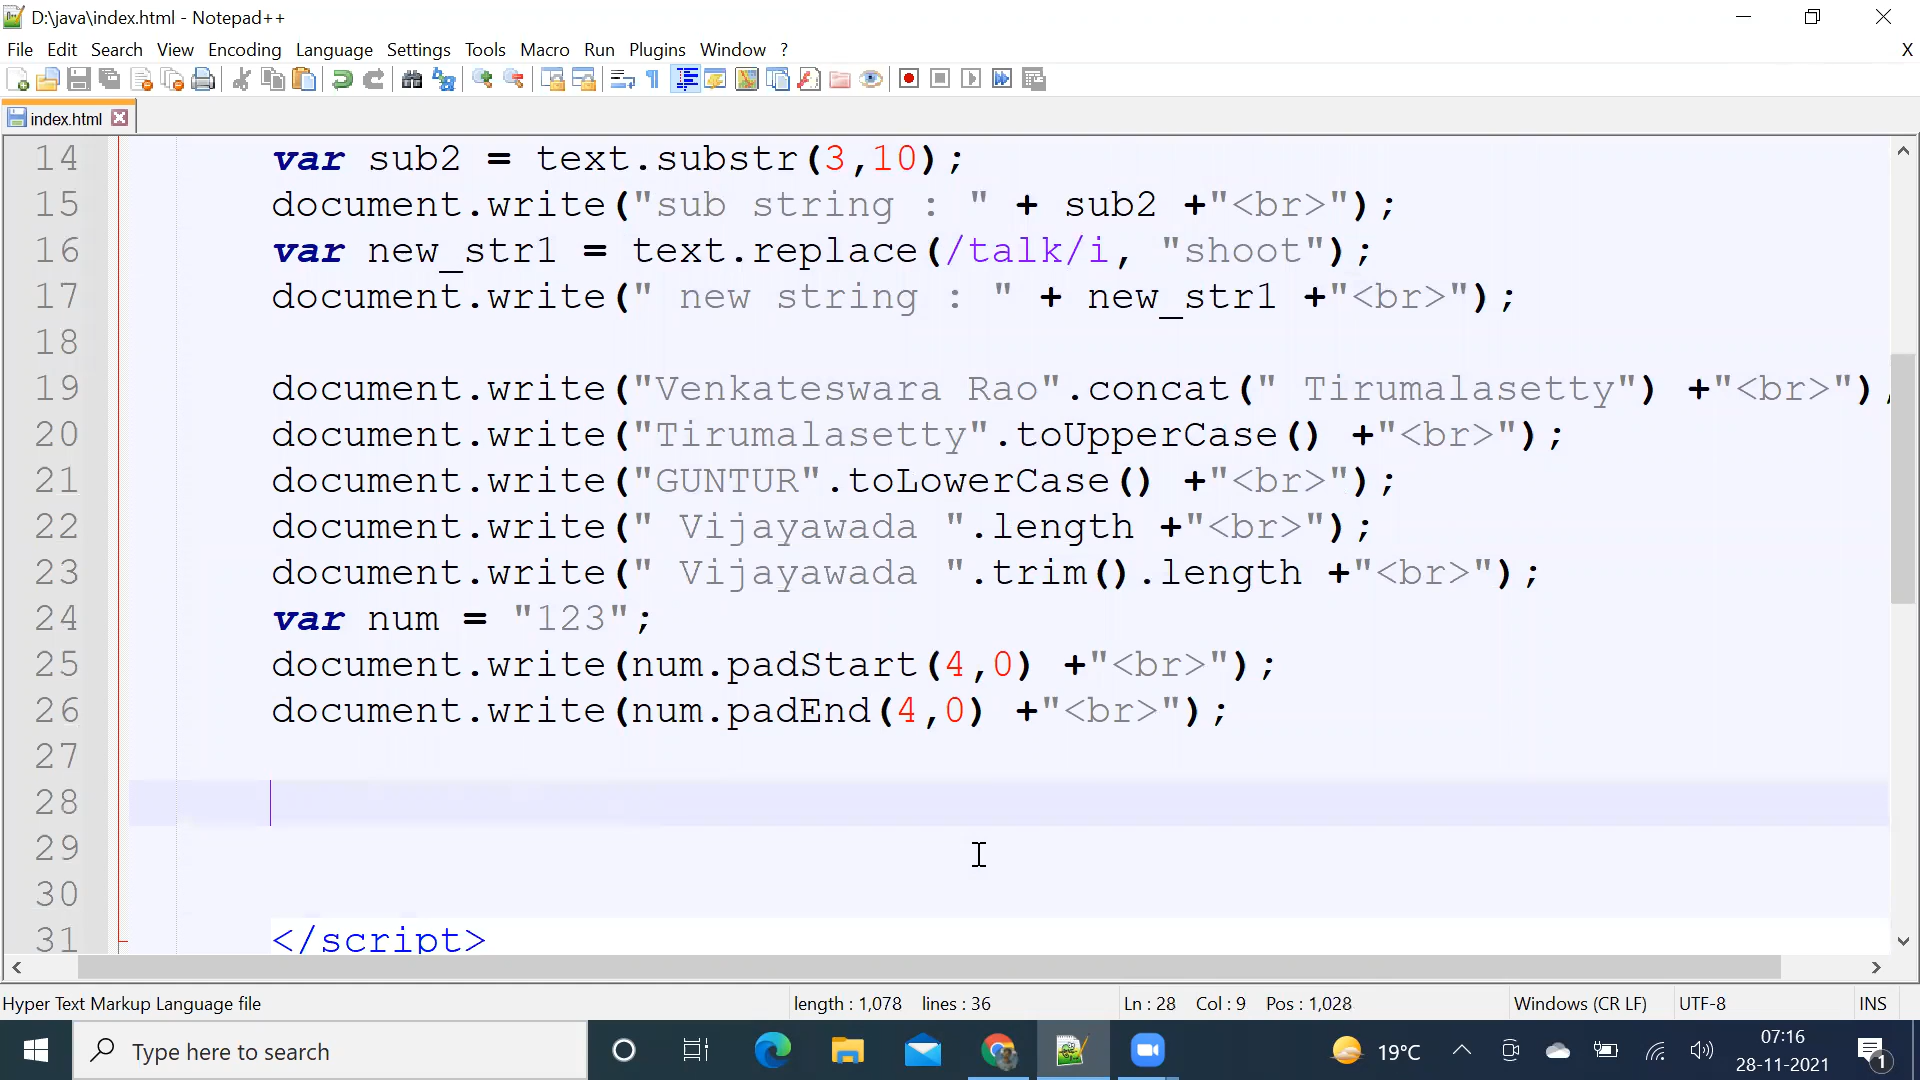 D:\java\index.html - Notepad++
File Edit Search View Encoding Language Settings Tools Macro Run Plugins Window ? X
index.html
14 var sub2 = text.substr(3,10);
15 document.write("sub string : " + sub2 +"<br>");
16 var new_str1 = text.replace(/talk/i, "shoot");
17 document.write(" new string : " + new_str1 +"<br>");
18
19 document.write("Venkateswara Rao".concat(" Tirumalasetty") +"<br>");
20 document.write("Tirumalasetty".toUpperCase() +"<br>");
21 document.write("GUNTUR".toLowerCase() +"<br>");
22 document.write(" Vijayawada ".length +"<br>");
23 document.write(" Vijayawada ".trim().length +"<br>");
24 var num = "123";
25 document.write(num.padStart(4,0) +"<br>");
26 document.write(num.padEnd(4,0) +"<br>");
27
28
29
30
31 </script>
Hyper Text Markup Language file length : 1,078 lines : 36 Ln : 28 Col : 9 Pos : 1,028 Windows (CR LF) UTF-8 INS
Type here to search 19°C 07:16
28-11-2021 1